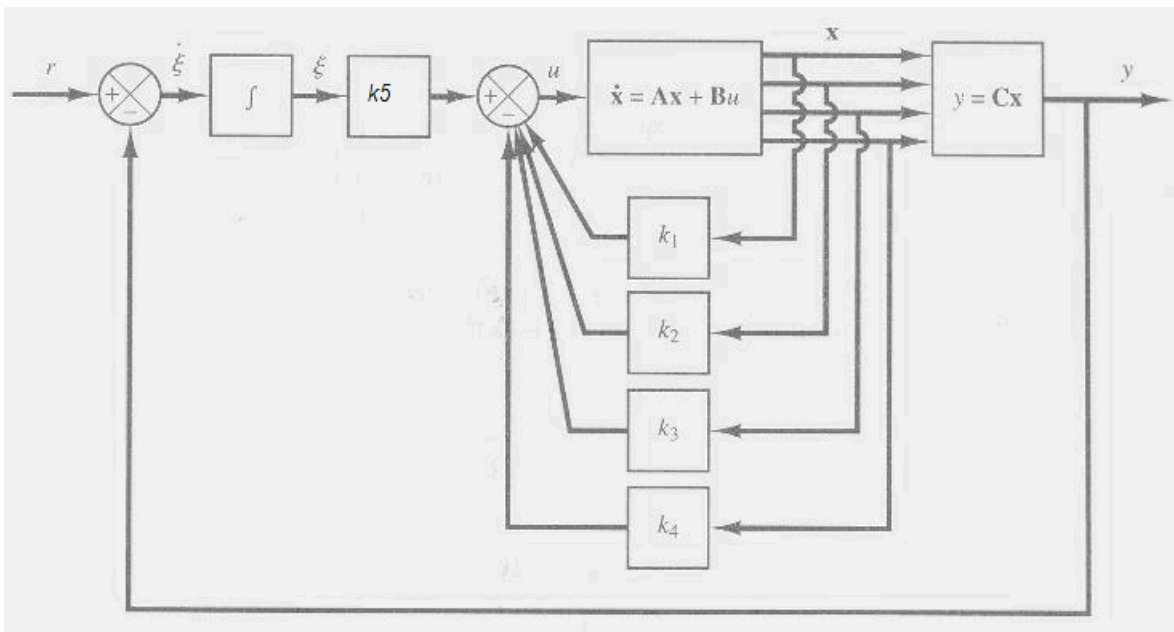 r
+
−
ξ̇
∫
ξ
k5
+
−
u
ẋ = Ax + Bu
x
y = Cx
y
k₁
k₂
k₃
k₄